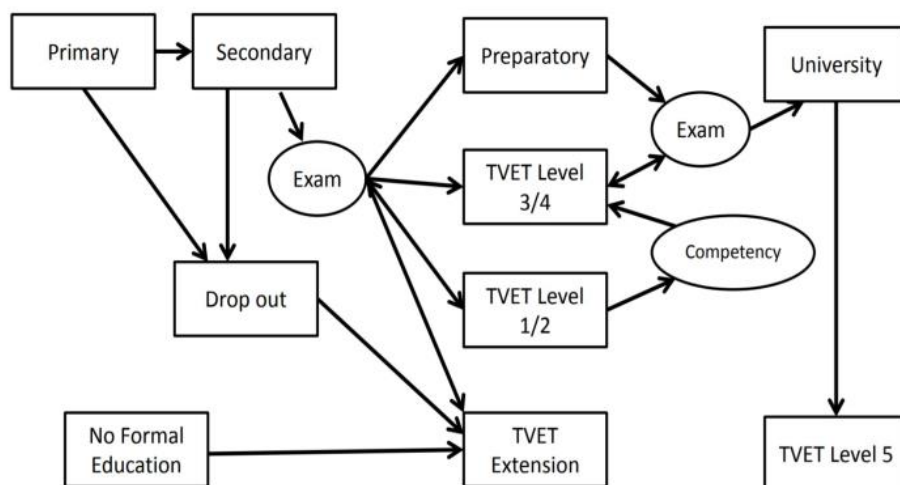 Primary
Secondary
Preparatory
University
Exam
Exam
TVET Level
3/4
Competency
Drop out
TVET Level
1/2
No Formal
Education
TVET
Extension
TVET Level 5